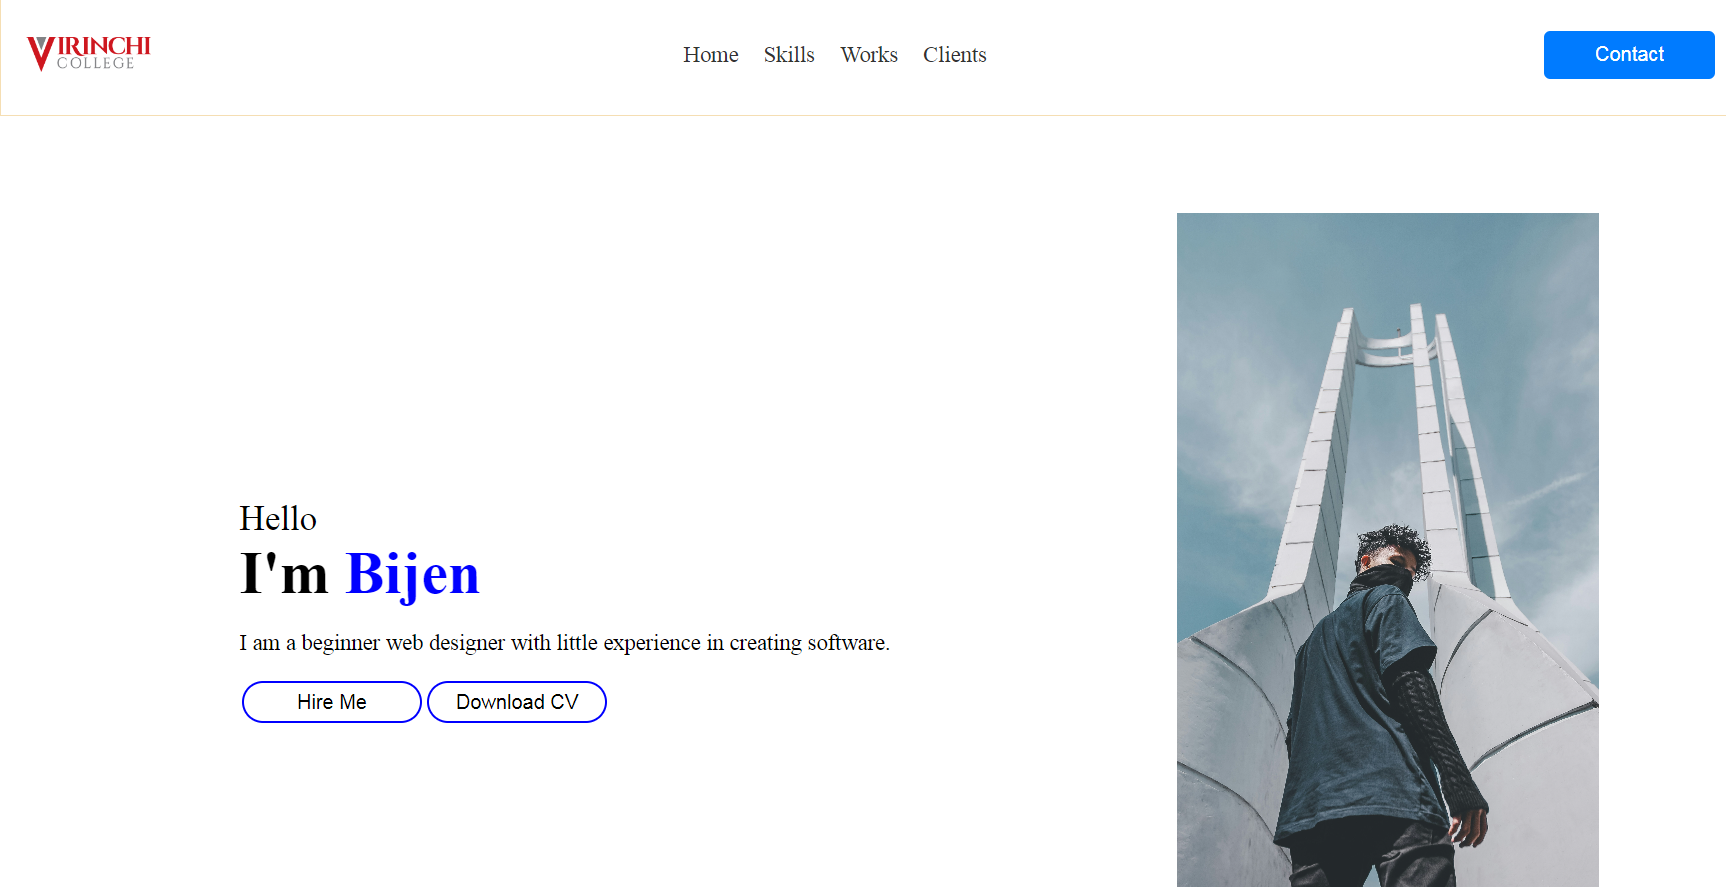 VIRINCHI
COLLEGE
Home Skills Works Clients
Contact
Hello
I'm Bijen
I am a beginner web designer with little experience in creating software.
Hire Me Download CV